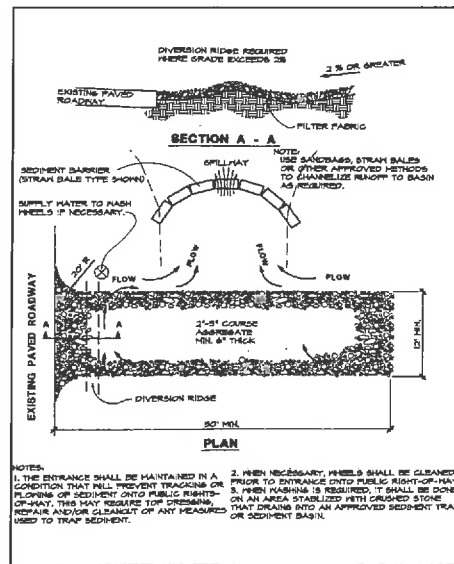 DIVERSION RIDGE REQUIRED
WHERE GRADE EXCEEDS 2%
2% OR GREATER
EXISTING PAVED
ROADWAY
FILTER FABRIC
SECTION A - A
SPILLWAY
NOTE:
USE SANDBAGS, STRAW BALES
OR OTHER APPROVED METHODS
TO CHANNELIZE RUNOFF TO BASIN
AS REQUIRED.
SEDIMENT BARRIER
(STRAW BALE TYPE SHOWN)
SUPPLY WATER TO WASH
WHEELS IF NECESSARY.
20' R
FLOW
FLOW
FLOW
FLOW
EXISTING PAVED ROADWAY
A
A
2"-3" COURSE
AGGREGATE
MIN. 6" THICK
12' MIN.
DIVERSION RIDGE
50' MIN.
PLAN
NOTES:
1. THE ENTRANCE SHALL BE MAINTAINED IN A
CONDITION THAT WILL PREVENT TRACKING OR
FLOWING OF SEDIMENT ONTO PUBLIC RIGHTS-
OF-WAY. THIS MAY REQUIRE TOP DRESSING,
REPAIR AND/OR CLEANOUT OF ANY MEASURES
USED TO TRAP SEDIMENT.
2. WHEN NECESSARY, WHEELS SHALL BE CLEANED
PRIOR TO ENTRANCE ONTO PUBLIC RIGHT-OF-WAY
3. WHEN WASHING IS REQUIRED, IT SHALL BE DONE
ON AN AREA STABLIZED WITH CRUSHED STONE
THAT DRAINS INTO AN APPROVED SEDIMENT TRA
OR SEDIMENT BASIN.